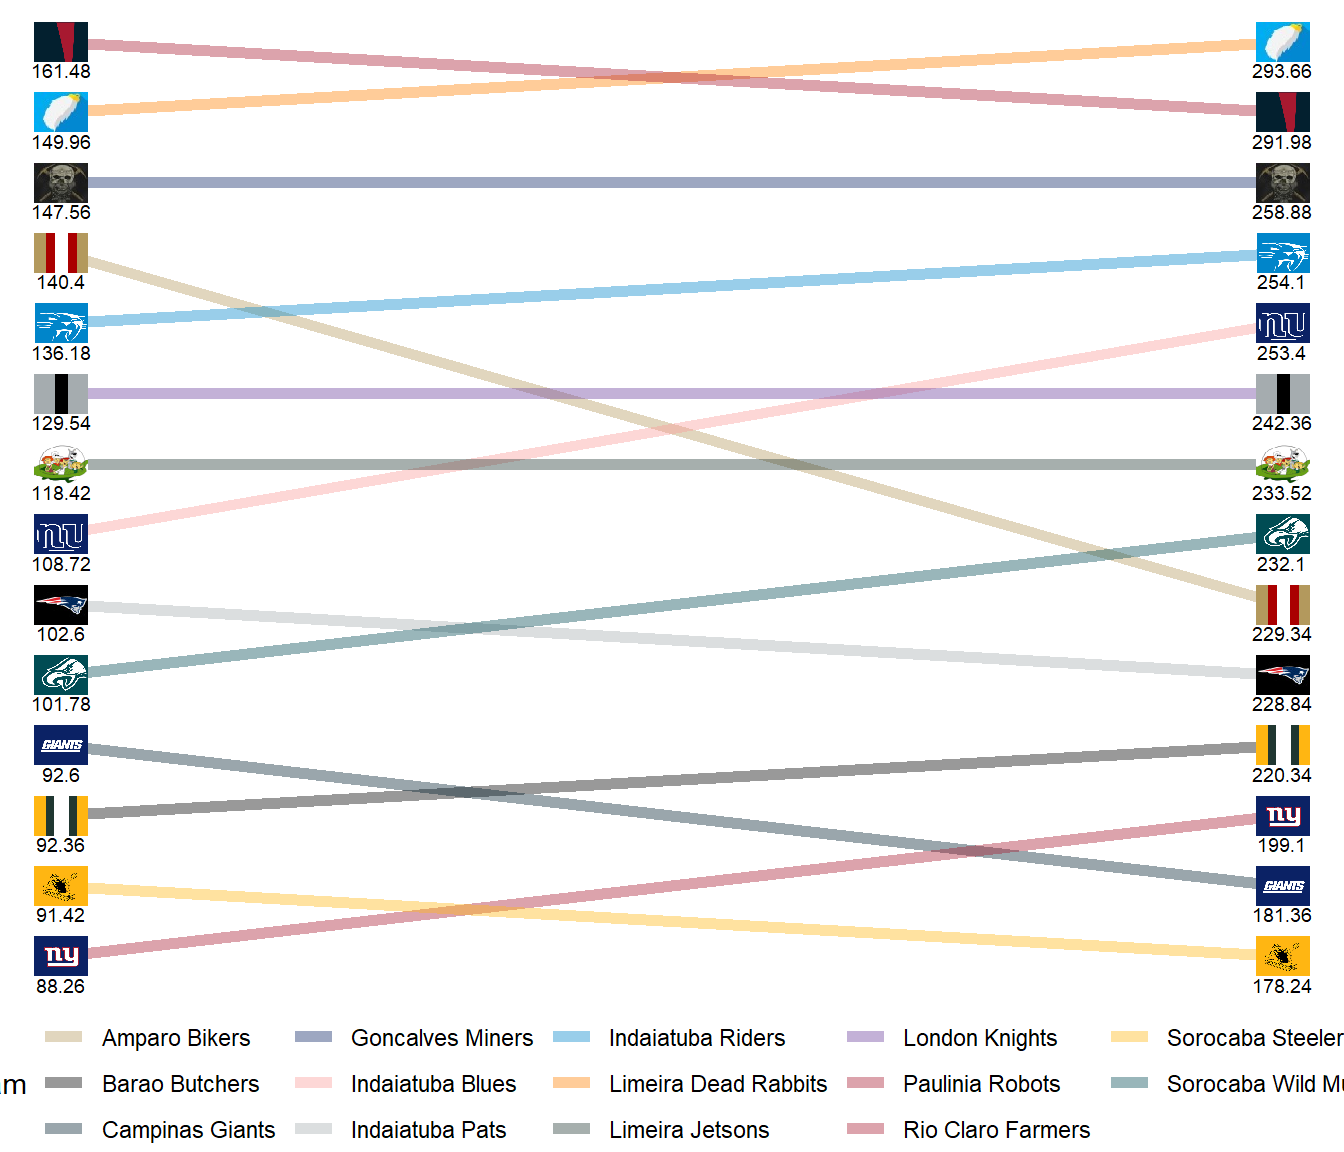 161.48 293.66
149.96 291.98
147.56 258.88
140.4 254.1
136.18 nu 253.4
129.54 242.36
118.42 233.52
nu 108.72 232.1
102.6 229.34
101.78 228.84
GIANTS 92.6 220.34
92.36 ny 199.1
91.42 GIANTS 181.36
ny 88.26 178.24
Amparo Bikers Goncalves Miners Indaiatuba Riders London Knights Sorocaba Steeler
am Barao Butchers Indaiatuba Blues Limeira Dead Rabbits Paulinia Robots Sorocaba Wild Mu
Campinas Giants Indaiatuba Pats Limeira Jetsons Rio Claro Farmers